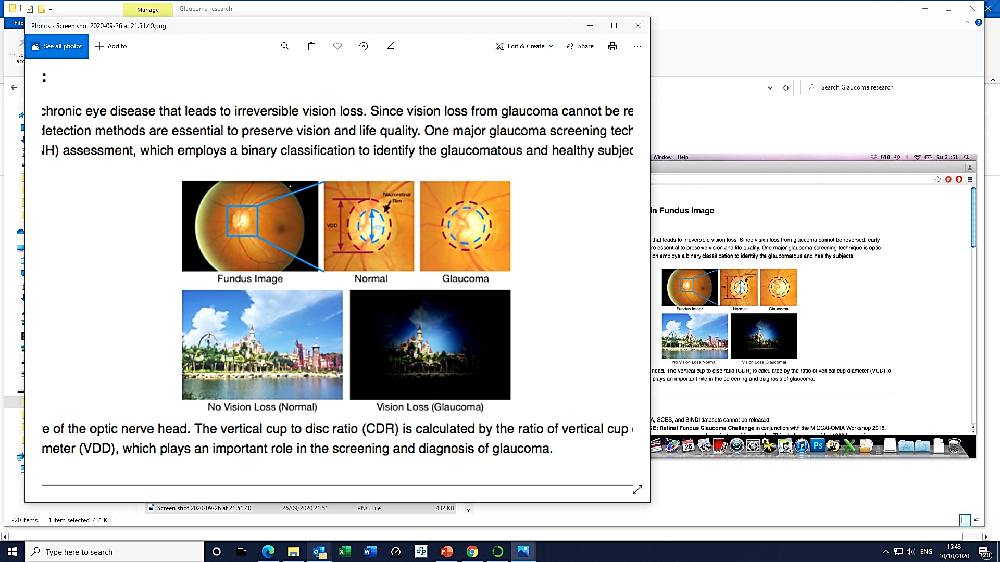 Manage
Glaucoma research
File
Photos - Screen shot 2020-09-26 at 21.51.40.png
See all photos
Add to
Edit & Create
Share
Pin to
acc
Search Glaucoma research
:
chronic eye disease that leads to irreversible vision loss. Since vision loss from glaucoma cannot be re
detection methods are essential to preserve vision and life quality. One major glaucoma screening tech
NH) assessment, which employs a binary classification to identify the glaucomatous and healthy subjec
Neuroretinal
Rim
VDD
VCD
Fundus Image
Normal
Glaucoma
No Vision Loss (Normal)
Vision Loss (Glaucoma)
re of the optic nerve head. The vertical cup to disc ratio (CDR) is calculated by the ratio of vertical cup
meter (VDD), which plays an important role in the screening and diagnosis of glaucoma.
Window Help
Sat 21:51
in Fundus Image
that leads to irreversible vision loss. Since vision loss from glaucoma cannot be reversed, early
re essential to preserve vision and life quality. One major glaucoma screening technique is optic
ich employs a binary classification to identify the glaucomatous and healthy subjects.
Fundus Image
Normal
Glaucoma
No Vision Loss (Normal)
Vision Loss (Glaucoma)
head. The vertical cup to disc ratio (CDR) is calculated by the ratio of vertical cup diameter (VCD) to
plays an important role in the screening and diagnosis of glaucoma.
A, SCES, and SINDI datasets cannot be released.
GE: Retinal Fundus Glaucoma Challenge in conjunction with the MICCAI-OMIA Workshop 2018,
26
Ps
Screen shot 2020-09-26 at 21.51.40
26/09/2020 21:51
PNG File
432 KB
220 items
1 item selected 431 KB
Type here to search
ENG
15:43
10/10/2020
20